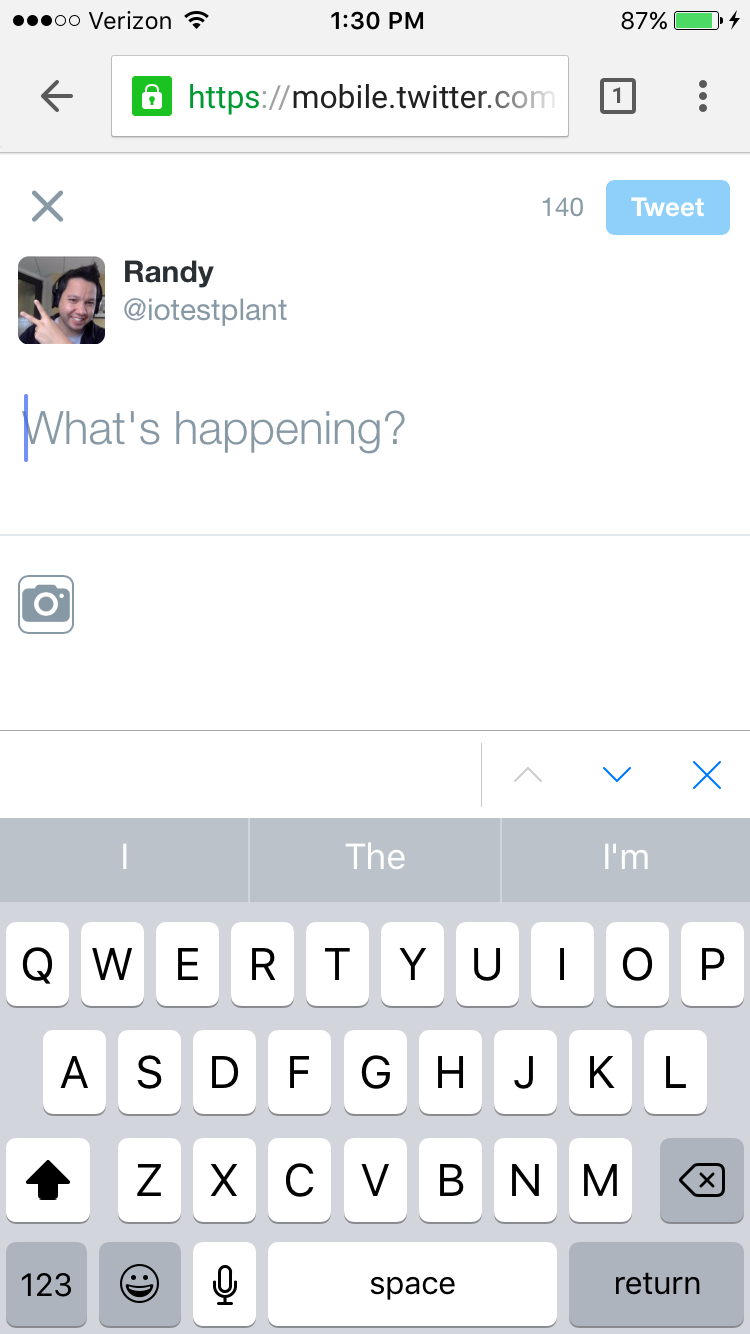 Verizon 1:30 PM 87%
https://mobile.twitter.com 1
140 Tweet
Randy
@iotestplant
What's happening?
I The I'm
Q W E R T Y U I O P
A S D F G H J K L
Z X C V B N M
123 space return